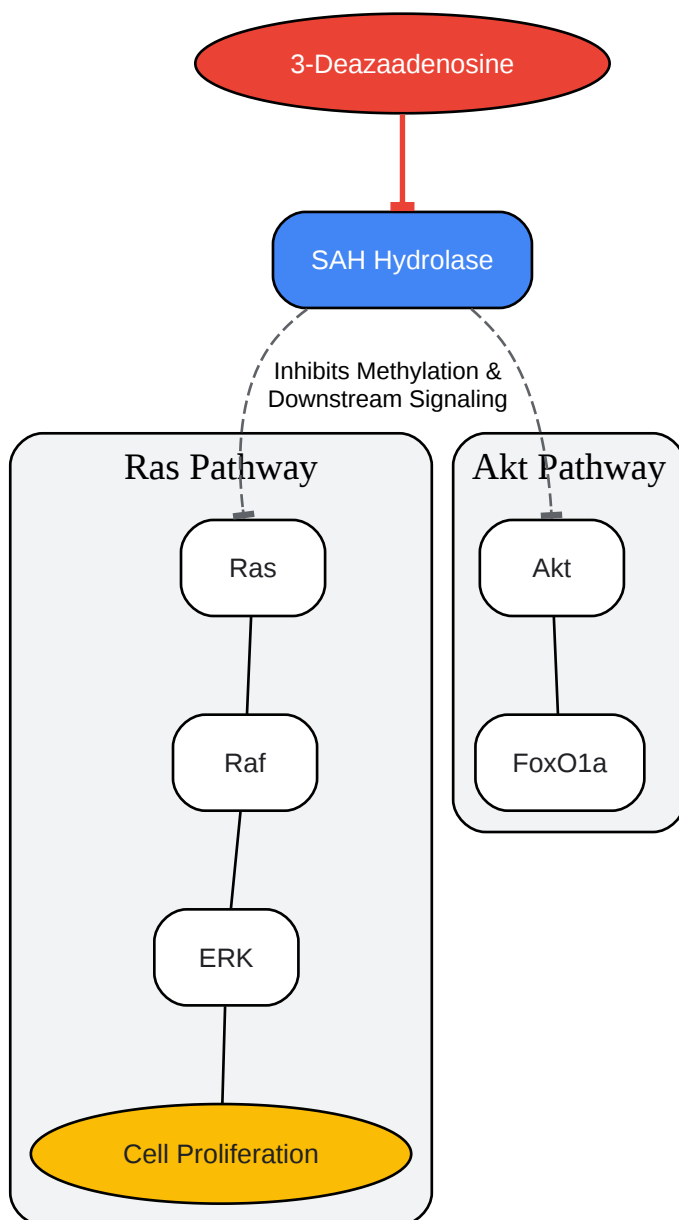 3-Deazaadenosine
SAH Hydrolase
Inhibits Methylation &
Downstream Signaling
Ras Pathway
Akt Pathway
Ras
Akt
Raf
FoxO1a
ERK
Cell Proliferation